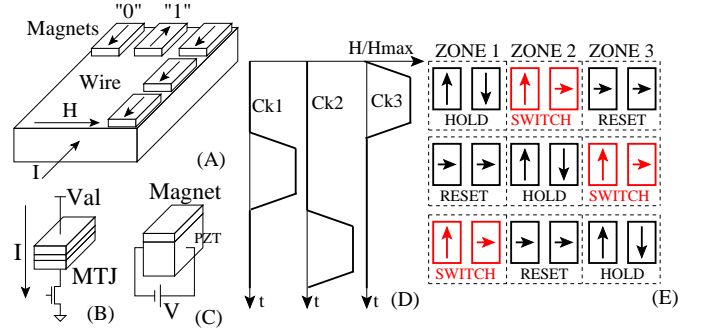 "0" "1"
Magnets
Wire
H
I
(A)
Val
I
MTJ
(B)
Magnet
PZT
V
(C)
H/Hmax
Ck1 Ck2 Ck3
t t t
(D)
ZONE 1 ZONE 2 ZONE 3
HOLD SWITCH RESET
RESET HOLD SWITCH
SWITCH RESET HOLD
(E)